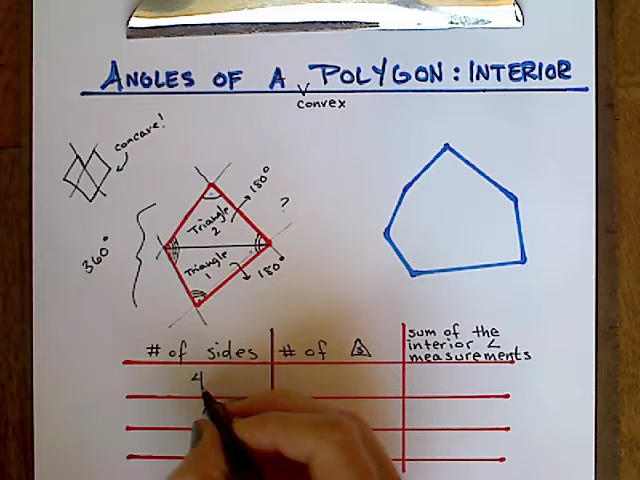 ANGLES OF A POLYGON: INTERIOR
convex
concave!
180°
?
Triangle 2
360°
Triangle 1
180°
# of sides
# of △s
sum of the interior ∠ measurements
4